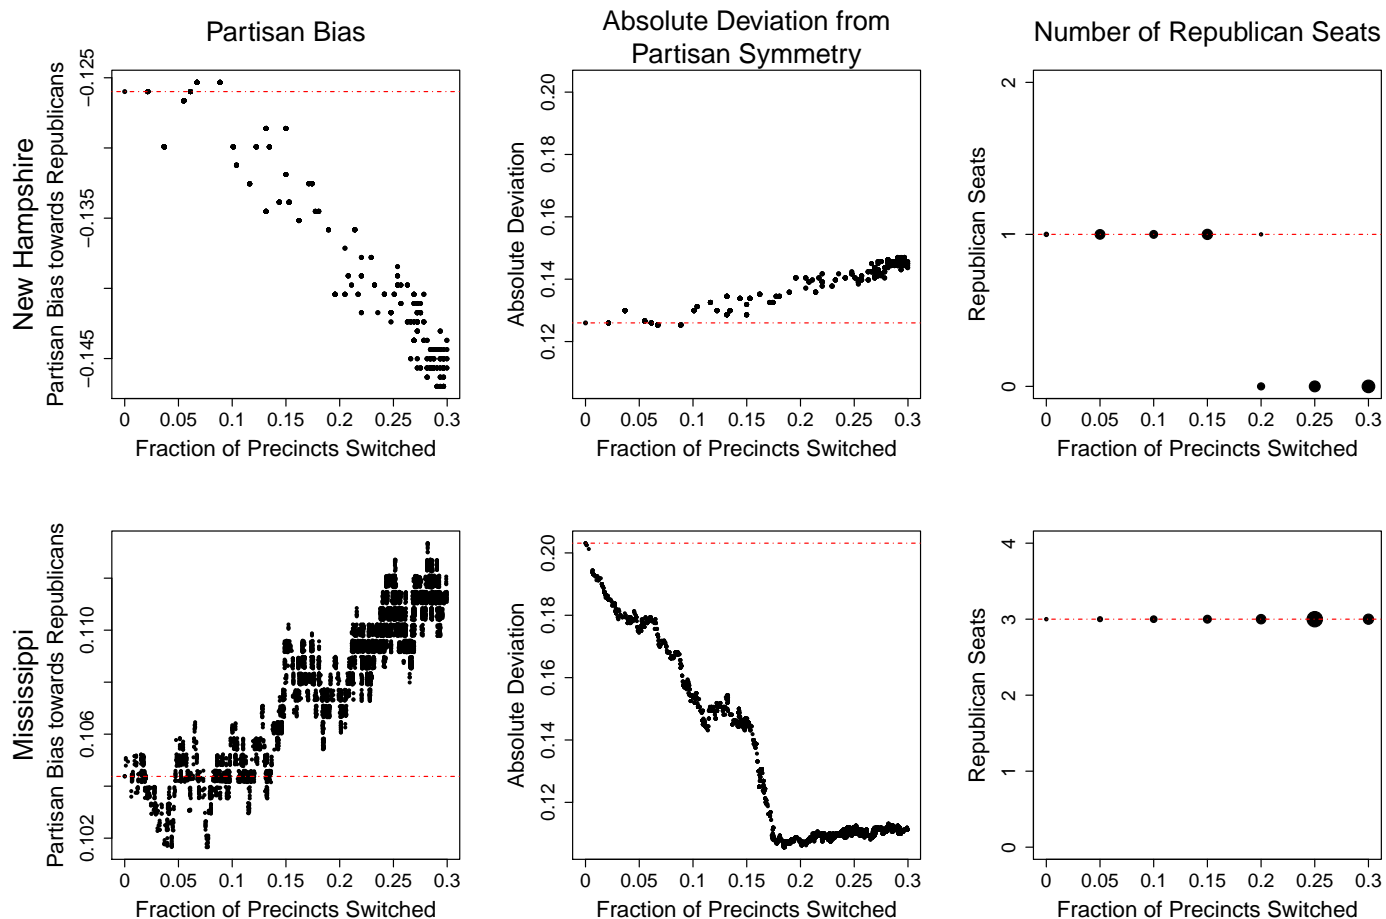 Partisan Bias
Absolute Deviation from
Partisan Symmetry
Number of Republican Seats
New Hampshire
Partisan Bias towards Republicans
−0.125
−0.135
−0.145
0 0.05 0.1 0.15 0.2 0.25 0.3
Fraction of Precincts Switched
Absolute Deviation
0.20
0.18
0.16
0.14
0.12
0 0.05 0.1 0.15 0.2 0.25 0.3
Fraction of Precincts Switched
Republican Seats
2
1
0
0 0.05 0.1 0.15 0.2 0.25 0.3
Fraction of Precincts Switched
Mississippi
Partisan Bias towards Republicans
0.110
0.106
0.102
0 0.05 0.1 0.15 0.2 0.25 0.3
Fraction of Precincts Switched
Absolute Deviation
0.20
0.18
0.16
0.14
0.12
0 0.05 0.1 0.15 0.2 0.25 0.3
Fraction of Precincts Switched
Republican Seats
4
3
2
1
0
0 0.05 0.1 0.15 0.2 0.25 0.3
Fraction of Precincts Switched